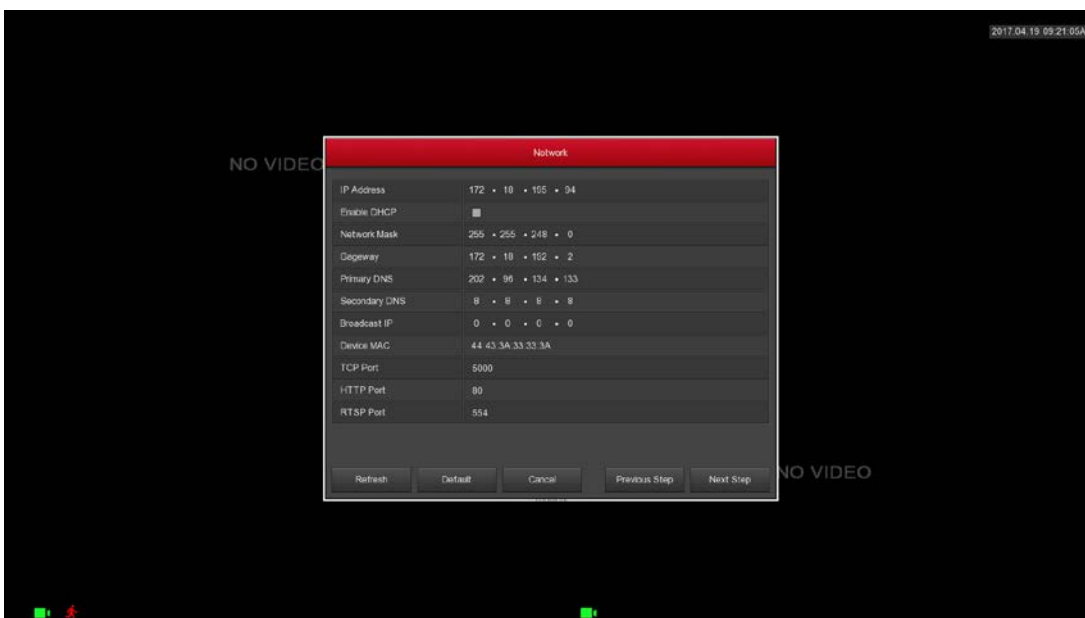 2017.04.19 09:21:05A
NO VIDEO
Network
IP Address 172 . 18 . 195 . 94
Enable DHCP
Network Mask 255 . 255 . 248 . 0
Gageway 172 . 18 . 192 . 2
Primary DNS 202 . 96 . 134 . 133
Secondary DNS 8 . 8 . 8 . 8
Broadcast IP 0 . 0 . 0 . 0
Device MAC 44:43:3A:33:33:3A
TCP Port 5000
HTTP Port 80
RTSP Port 554
Refresh Default Cancel Previous Step Next Step
NO VIDEO